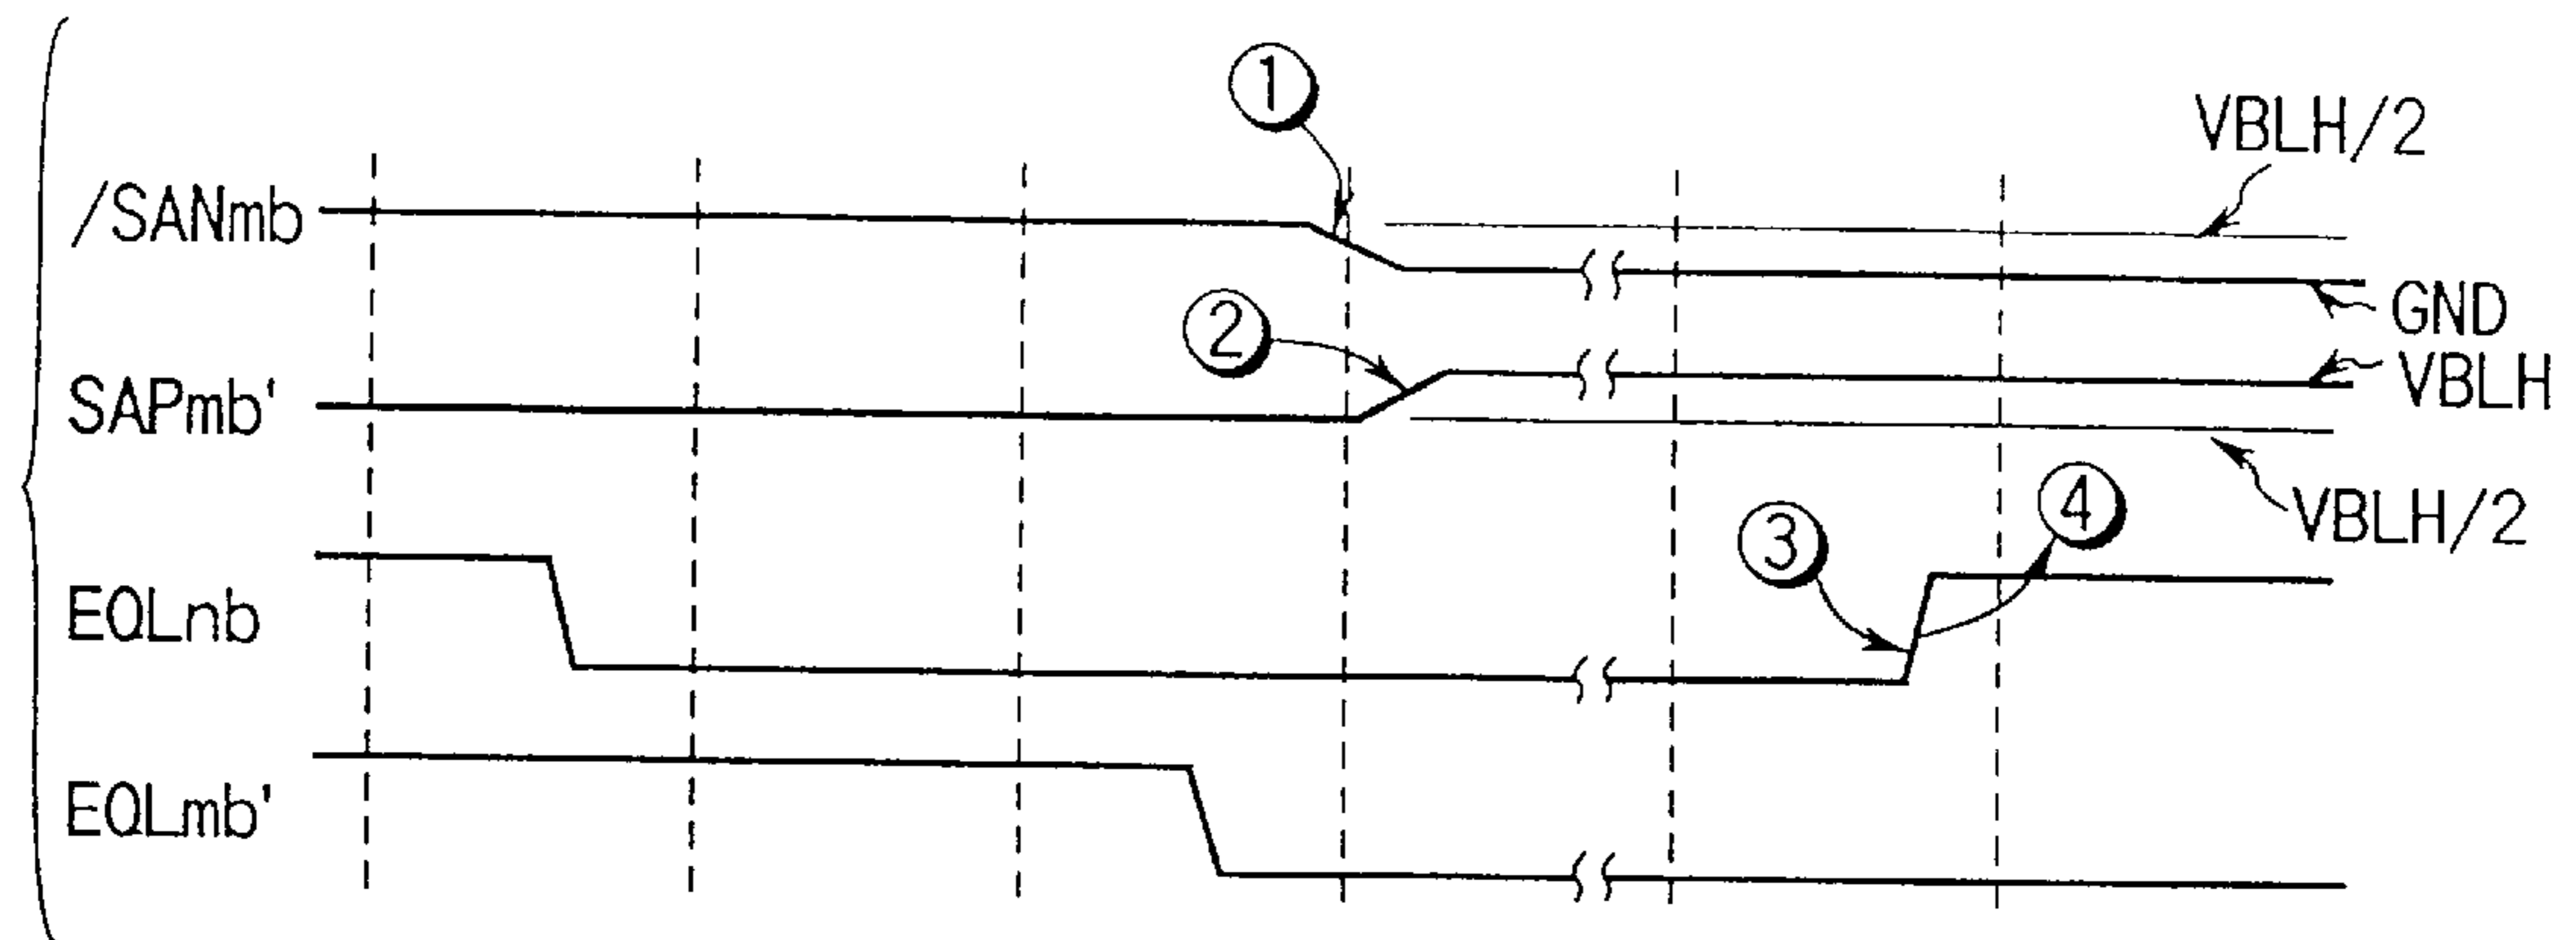 ①
VBLH/2
/SANmb
GND
②
VBLH
SAPmb'
VBLH/2
③
④
EQLnb
EQLmb'